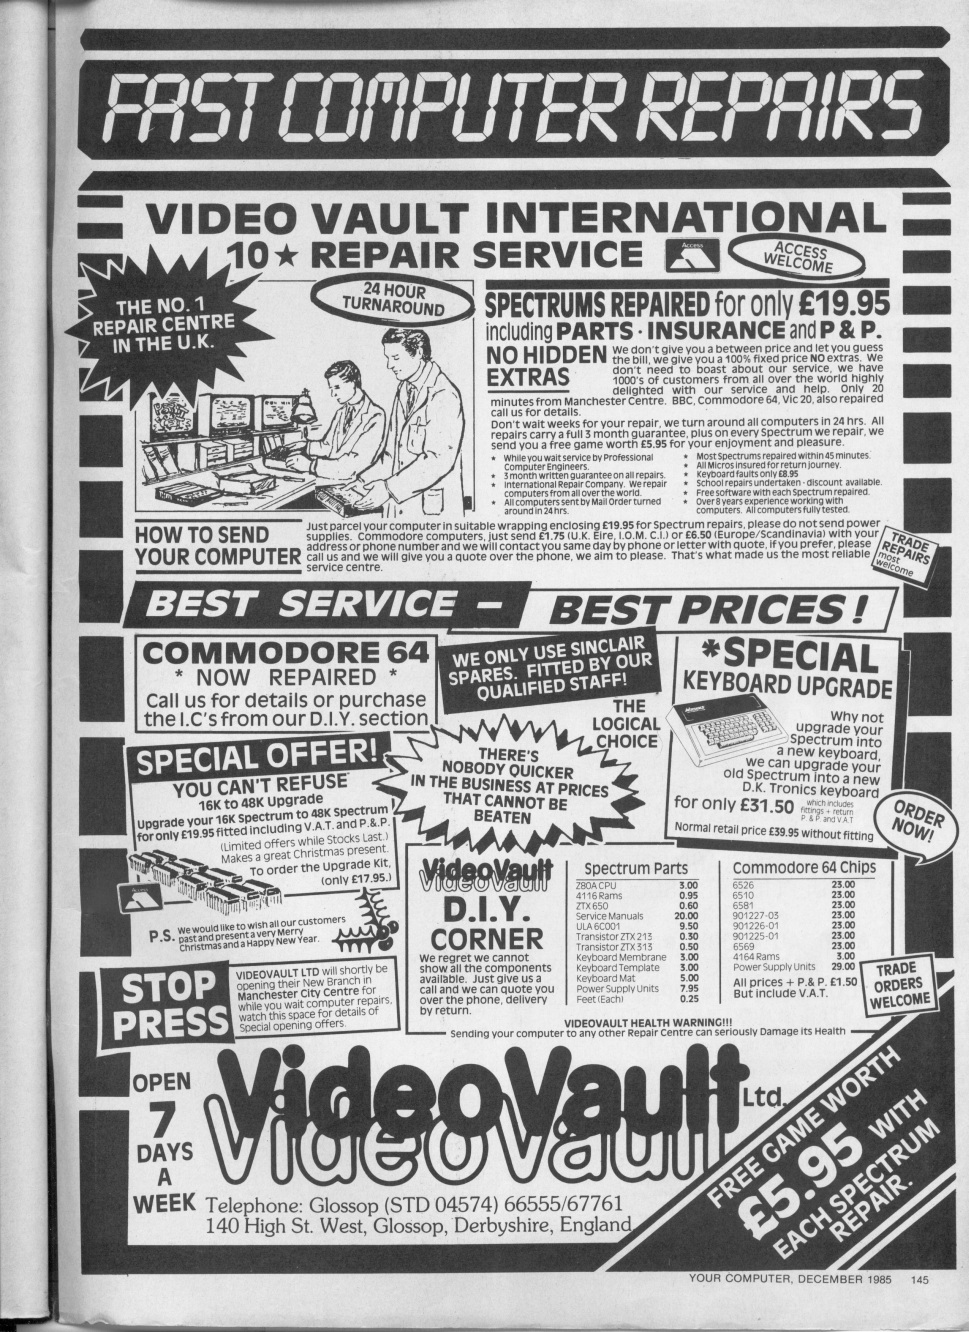 FAST COMPUTER REPAIRS
VIDEO VAULT INTERNATIONAL
10★ REPAIR SERVICE
Access
ACCESS
WELCOME
THE NO. 1
REPAIR CENTRE
IN THE U.K.
24 HOUR
TURNAROUND
SPECTRUMS REPAIRED for only £19.95
including PARTS · INSURANCE and P & P.
NO HIDDEN
EXTRAS
We don't give you a between price and let you guess
the bill, we give you a 100% fixed price NO extras. We
don't need to boast about our service, we have
1000's of customers from all over the world highly
delighted with our service and help. Only 20
minutes from Manchester Centre. BBC, Commodore 64, Vic 20, also repaired
call us for details.
Don't wait weeks for your repair, we turn around all computers in 24 hrs. All
repairs carry a full 3 month guarantee, plus on every Spectrum we repair, we
send you a free game worth £5.95 for your enjoyment and pleasure.
* While you wait service by Professional
Computer Engineers.
* 3 month written guarantee on all repairs.
* International Repair Company. We repair
computers from all over the world.
* All computers sent by Mail Order turned
around in 24 hrs.
* Most Spectrums repaired within 45 minutes.
* All Micros insured for return journey.
* Keyboard faults only £8.95
* School repairs undertaken - discount available.
* Free software with each Spectrum repaired.
* Over 8 years experience working with
computers. All computers fully tested.
HOW TO SEND
YOUR COMPUTER
Just parcel your computer in suitable wrapping enclosing £19.95 for Spectrum repairs, please do not send power
supplies. Commodore computers, just send £1.75 (U.K. Eire, I.O.M. C.I.) or £6.50 (Europe/Scandinavia) with your
address or phone number and we will contact you same day by phone or letter with quote, if you prefer, please
call us and we will give you a quote over the phone, we aim to please. That's what made us the most reliable
service centre.
TRADE
REPAIRS
most
welcome
BEST SERVICE –
BEST PRICES!
COMMODORE 64
* NOW REPAIRED *
Call us for details or purchase
the I.C's from our D.I.Y. section
WE ONLY USE SINCLAIR
SPARES. FITTED BY OUR
QUALIFIED STAFF!
THE
LOGICAL
CHOICE
*SPECIAL
KEYBOARD UPGRADE
Why not
upgrade your
Spectrum into
a new keyboard,
we can upgrade your
old Spectrum into a new
D.K. Tronics keyboard
for only £31.50
which includes
fittings + return
P & P and V.A.T
Normal retail price £39.95 without fitting
ORDER
NOW!
SPECIAL OFFER!
YOU CAN'T REFUSE
16K to 48K Upgrade
Upgrade your 16K Spectrum to 48K Spectrum
for only £19.95 fitted including V.A.T. and P.&.P.
(Limited offers while Stocks Last.)
Makes a great Christmas present.
To order the Upgrade Kit,
(only £17.95.)
THERE'S
NOBODY QUICKER
IN THE BUSINESS AT PRICES
THAT CANNOT BE
BEATEN
P.S. We would like to wish all our customers
past and present a very Merry
Christmas and a Happy New Year.
VideoVault
VideoVault
D.I.Y.
CORNER
We regret we cannot
show all the components
available. Just give us a
call and we can quote you
over the phone, delivery
by return.
Spectrum Parts
Z80A CPU 3.00
4116 Rams 0.95
ZTX 650 0.60
Service Manuals 20.00
ULA 6C001 9.50
Transistor ZTX 213 0.30
Transistor ZTX 313 0.50
Keyboard Membrane 3.00
Keyboard Template 3.00
Keyboard Mat 5.00
Power Supply Units 7.95
Feet (Each) 0.25
Commodore 64 Chips
6526 23.00
6510 23.00
6581 23.00
901227-03 23.00
901226-01 23.00
901225-01 23.00
6569 23.00
4164 Rams 3.00
Power Supply Units 29.00
All prices + P.& P. £1.50
But include V.A.T.
TRADE
ORDERS
WELCOME
STOP
PRESS
VIDEOVAULT LTD will shortly be
opening their New Branch in
Manchester City Centre for
while you wait computer repairs,
watch this space for details of
Special opening offers.
VIDEOVAULT HEALTH WARNING!!!
Sending your computer to any other Repair Centre can seriously Damage its Health
OPEN
7
DAYS
A
WEEK
VideoVault Ltd.
VideoVault
Telephone: Glossop (STD 04574) 66555/67761
140 High St. West, Glossop, Derbyshire, England.
FREE GAME WORTH
£5.95 WITH
EACH SPECTRUM
REPAIR.
YOUR COMPUTER, DECEMBER 1985 145